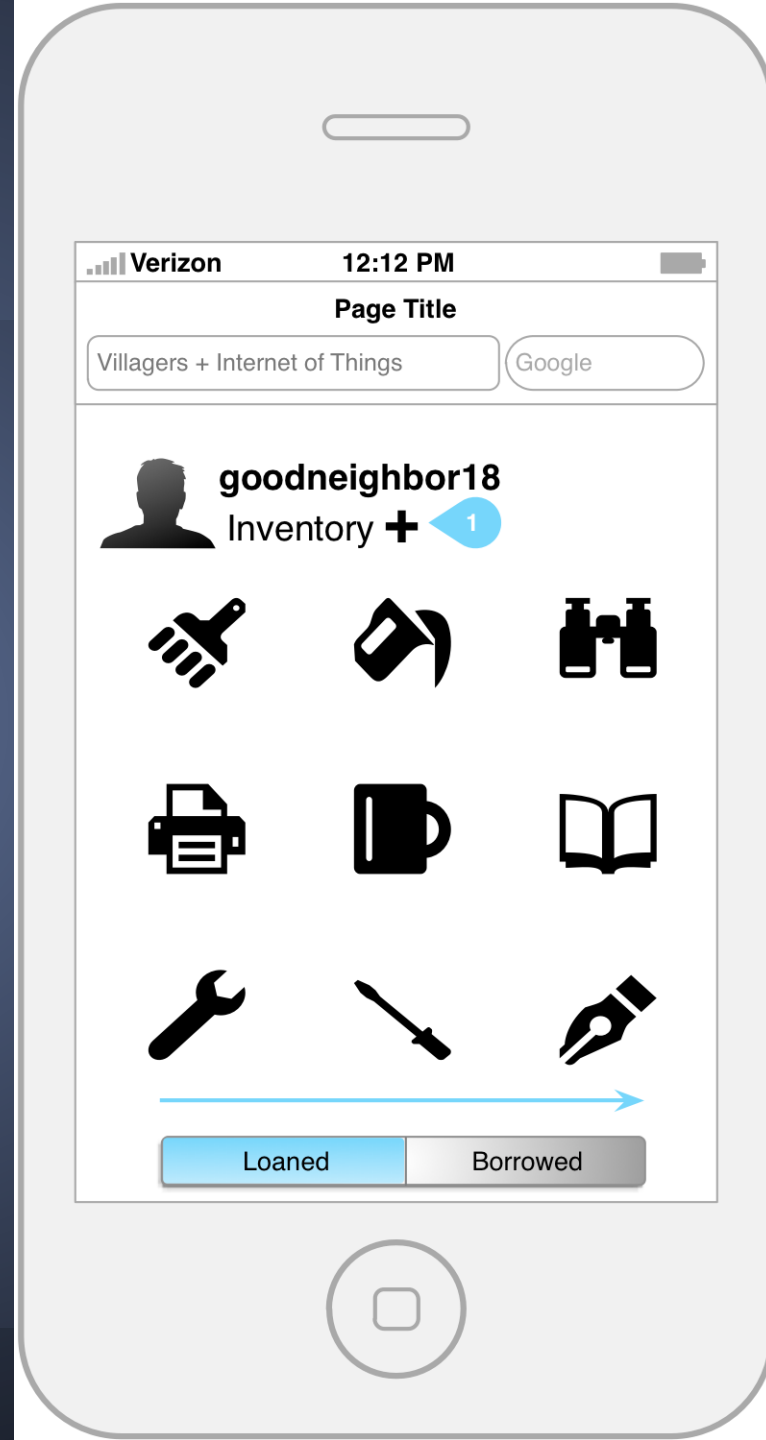 Verizon 12:12 PM
Page Title
Villagers + Internet of Things Google
goodneighbor18
Inventory +
1
Loaned Borrowed